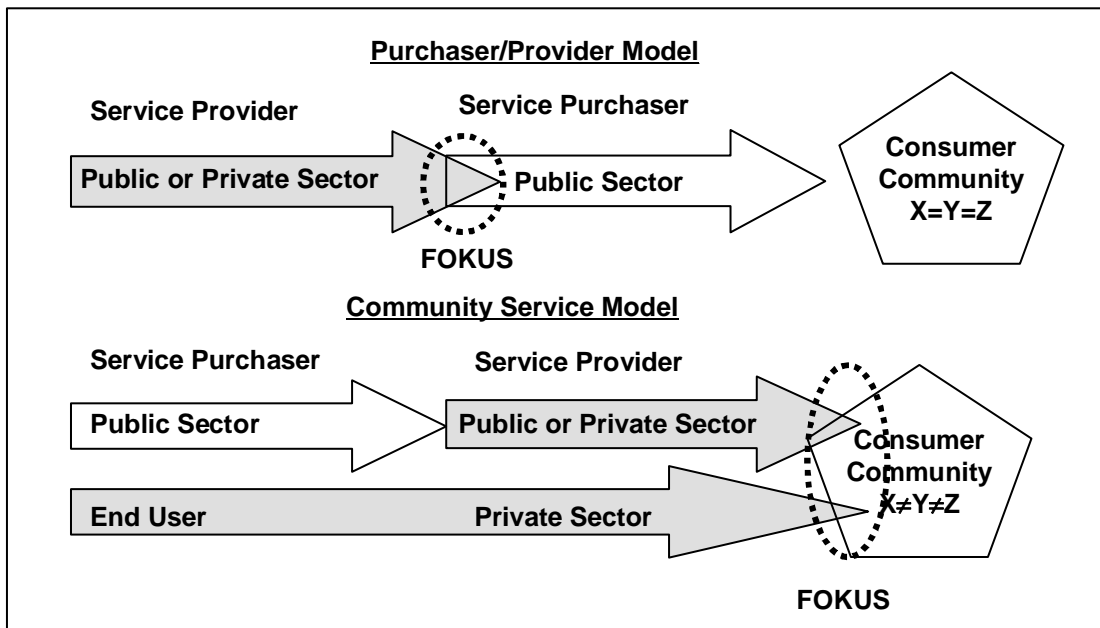 Purchaser/Provider Model
Service Provider
Service Purchaser
Public or Private Sector
Public Sector
Consumer
Community
X=Y=Z
FOKUS
Community Service Model
Service Purchaser
Service Provider
Public Sector
Public or Private Sector
Consumer
Community
X≠Y≠Z
End User
Private Sector
FOKUS